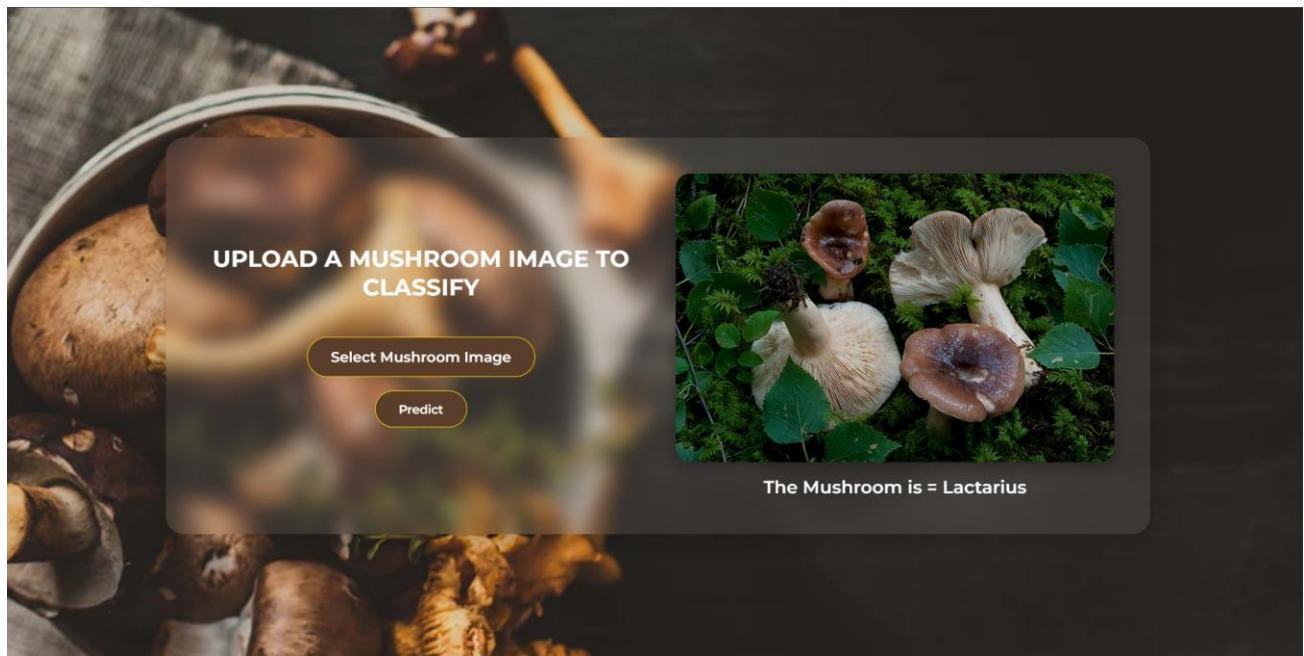 UPLOAD A MUSHROOM IMAGE TO
CLASSIFY
Select Mushroom Image
Predict
The Mushroom is = Lactarius